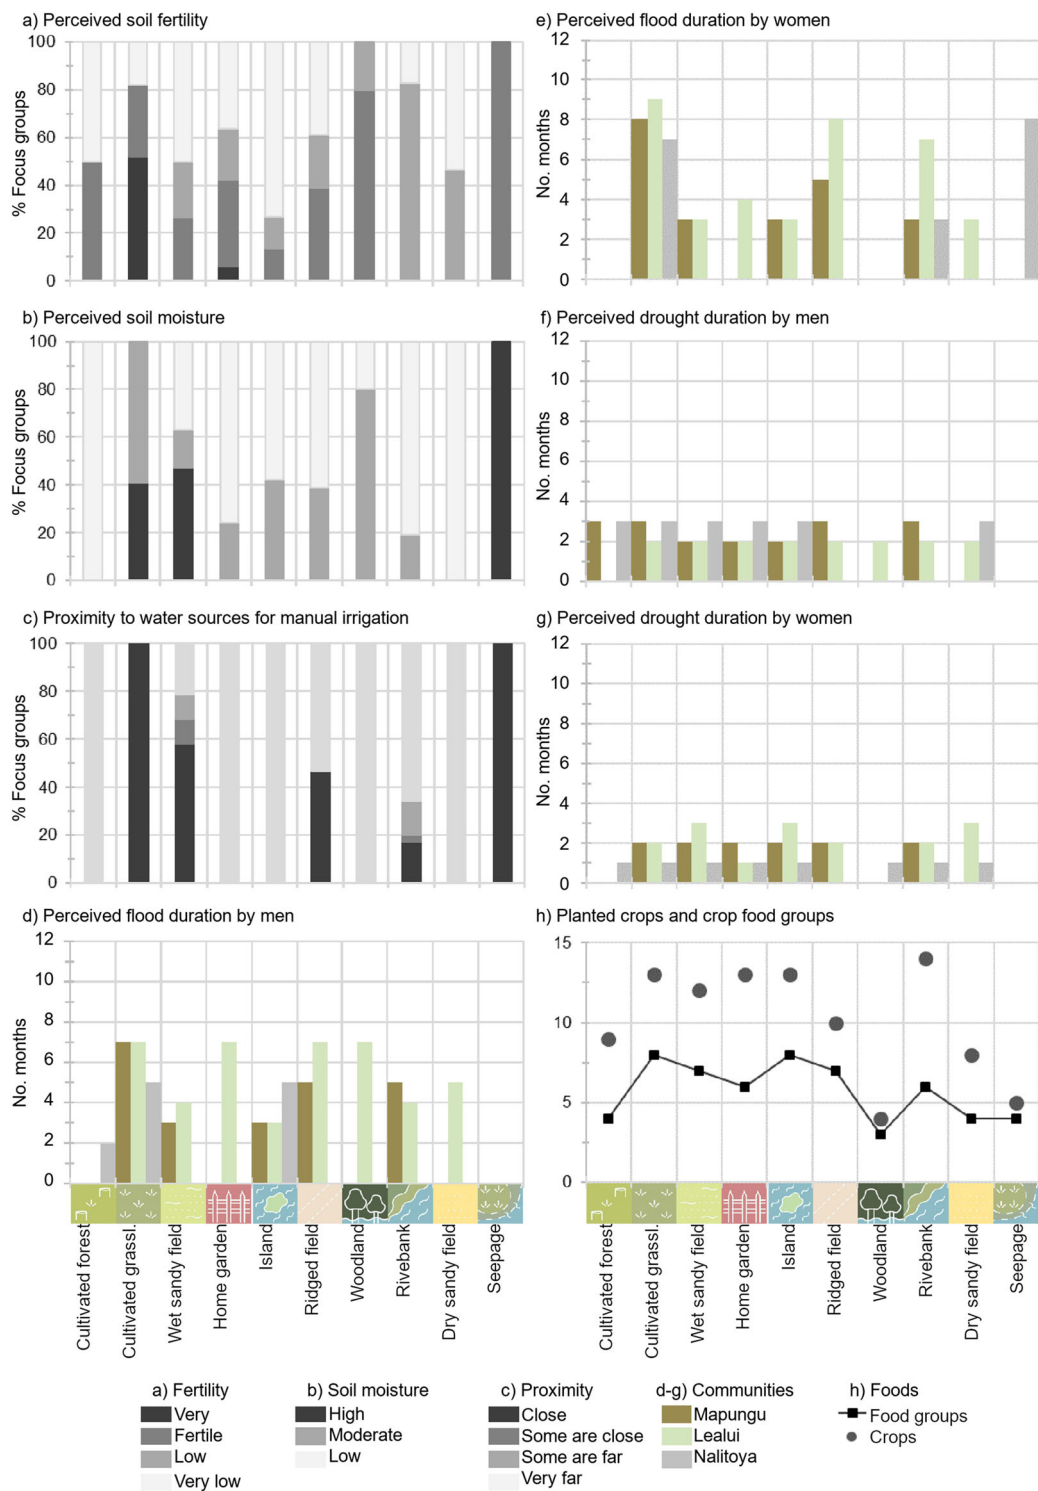 a) Perceived soil fertility
100
80
60
40
20
0
% Focus groups
b) Perceived soil moisture
100
80
60
40
20
0
% Focus groups
c) Proximity to water sources for manual irrigation
100
80
60
40
20
0
% Focus groups
d) Perceived flood duration by men
12
10
8
6
4
2
0
No. months
Cultivated forest
Cultivated grassl.
Wet sandy field
Home garden
Island
Ridged field
Woodland
Rivebank
Dry sandy field
Seepage
e) Perceived flood duration by women
12
10
8
6
4
2
0
No. months
f) Perceived drought duration by men
12
10
8
6
4
2
0
No. months
g) Perceived drought duration by women
12
10
8
6
4
2
0
No. months
h) Planted crops and crop food groups
15
10
5
0
Cultivated forest
Cultivated grassl.
Wet sandy field
Home garden
Island
Ridged field
Woodland
Rivebank
Dry sandy field
Seepage
a) Fertility
Very
Fertile
Low
Very low
b) Soil moisture
High
Moderate
Low
c) Proximity
Close
Some are close
Some are far
Very far
d-g) Communities
Mapungu
Lealui
Nalitoya
h) Foods
Food groups
Crops